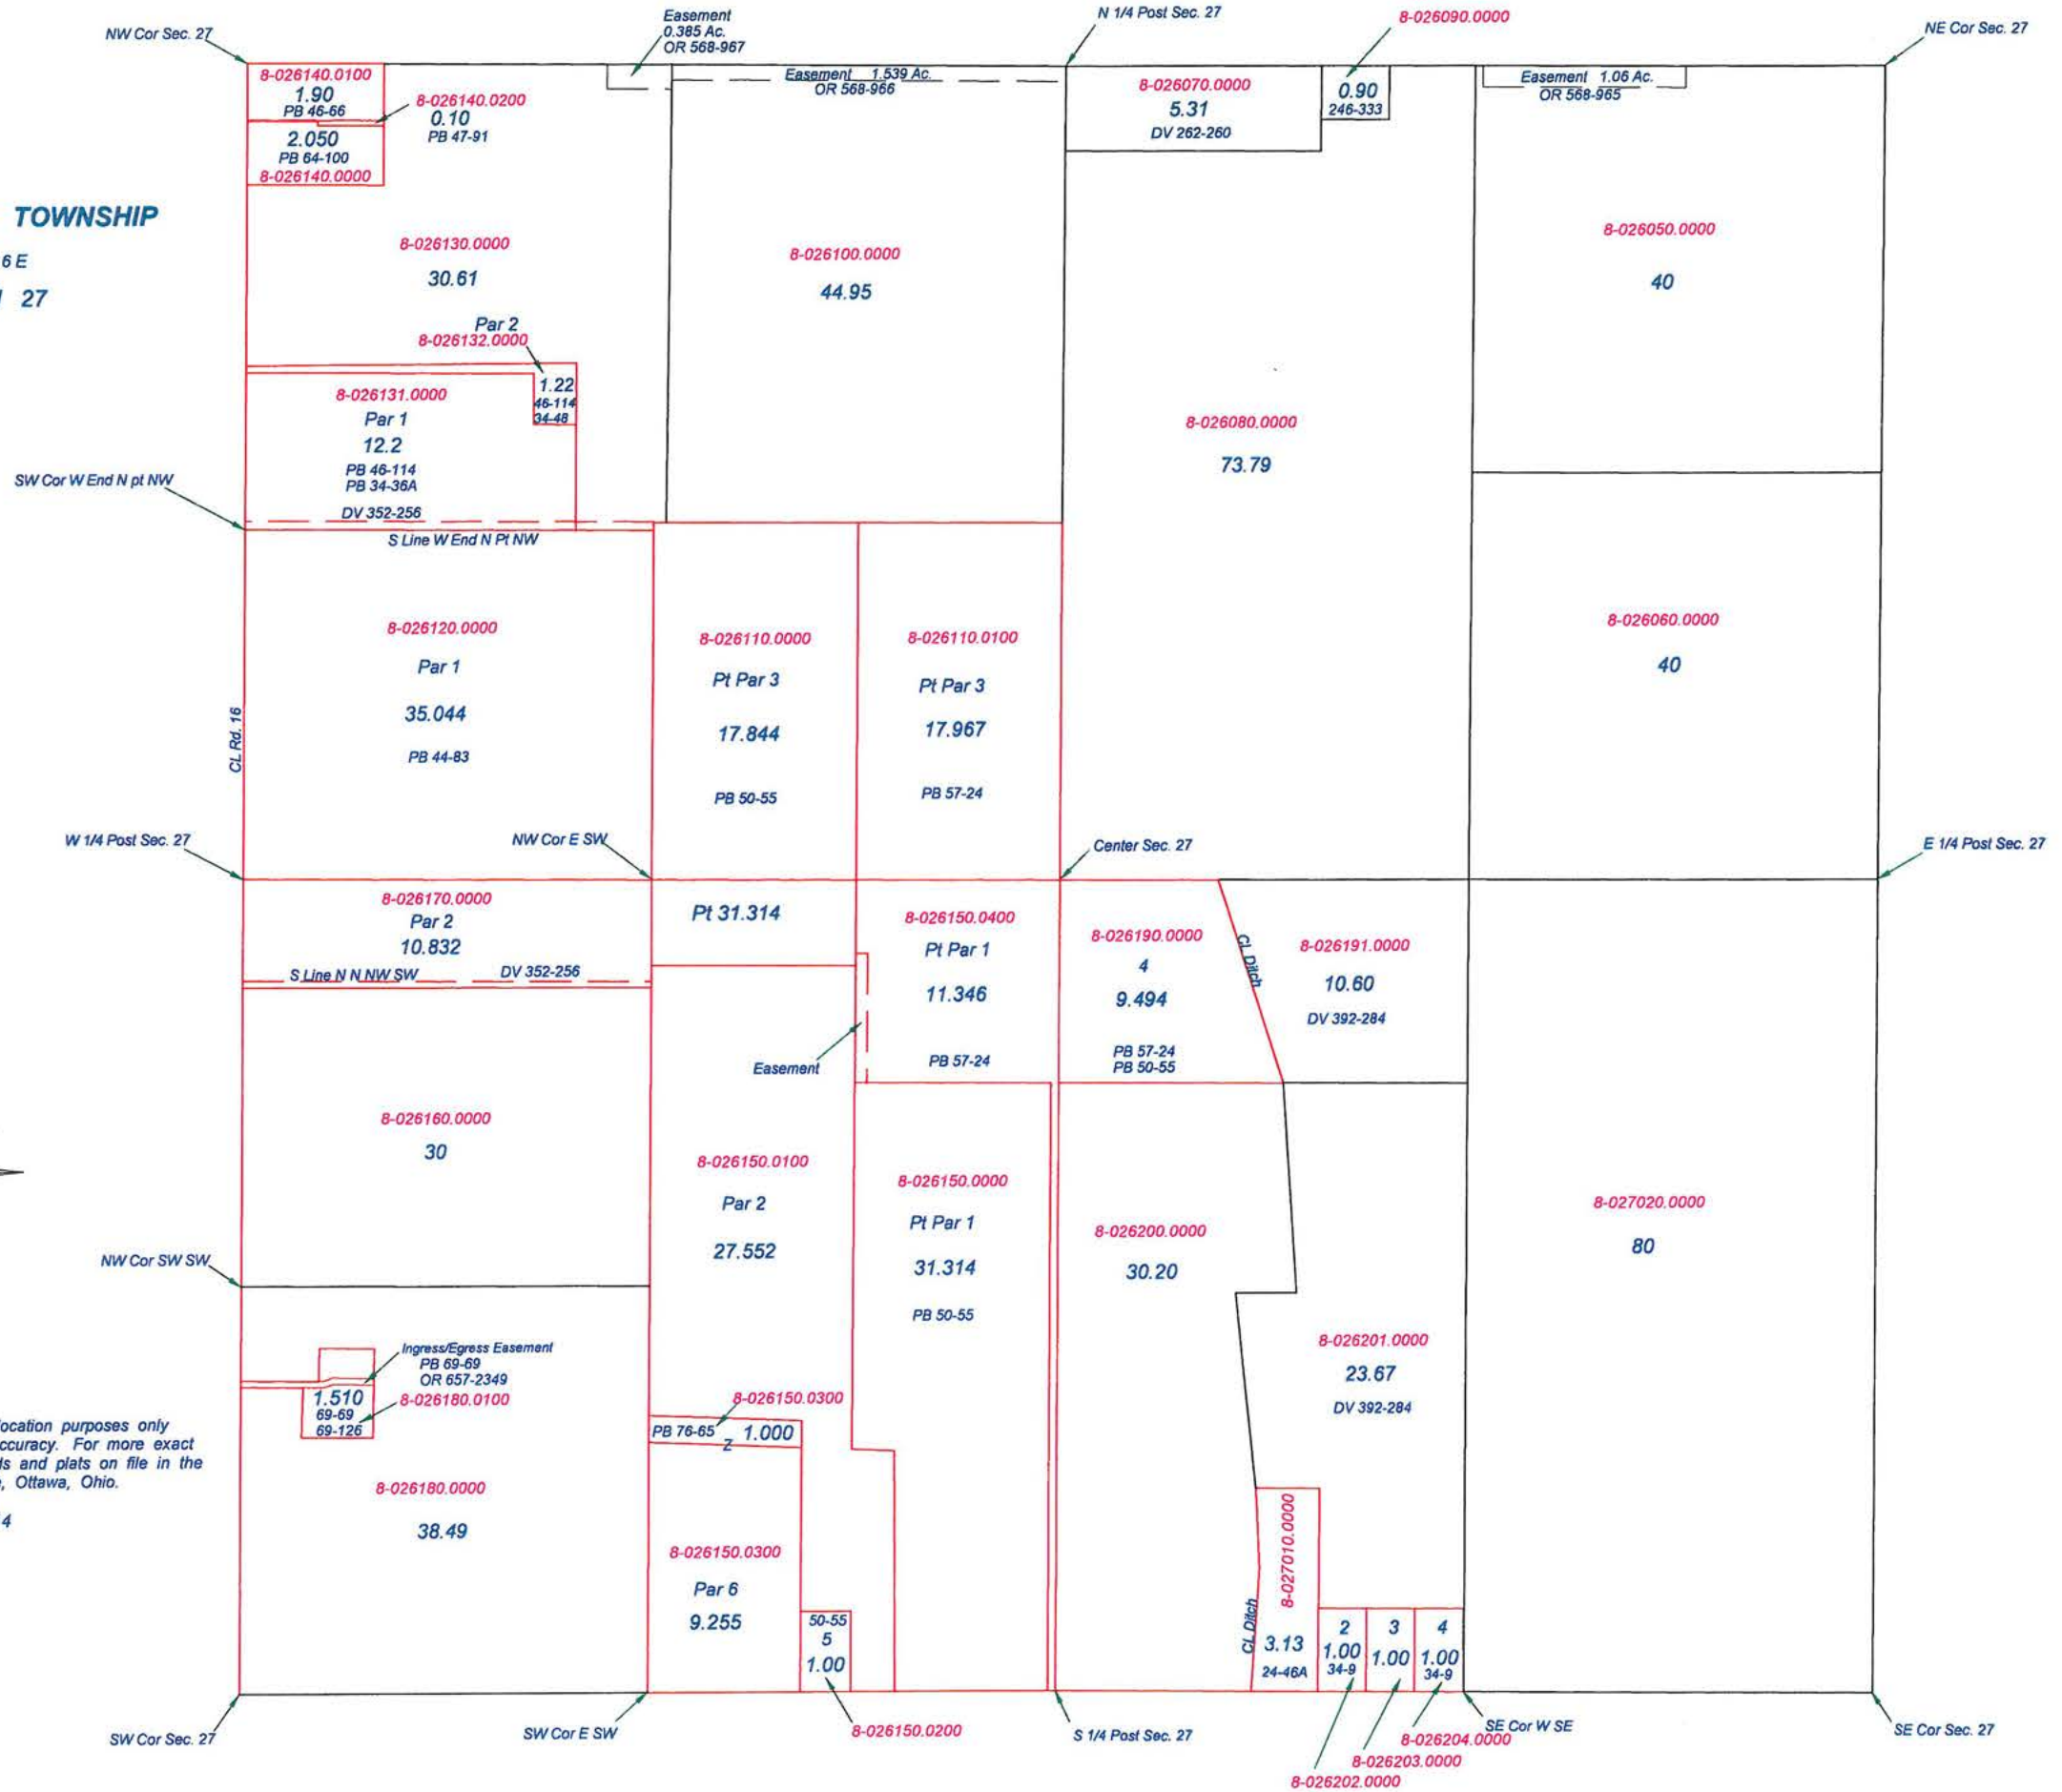 NW Cor Sec. 27
Easement
0.385 Ac.
OR 568-967
N 1/4 Post Sec. 27
8-026090.0000
NE Cor Sec. 27
8-026140.0100
1.90
PB 46-66
8-026140.0200
0.10
PB 47-91
2.050
PB 64-100
8-026140.0000
Easement 1.539 Ac.
OR 568-966
8-026070.0000
5.31
DV 262-260
0.90
246-333
Easement 1.06 Ac.
OR 568-965
TOWNSHIP
6 E
27
8-026130.0000
30.61
8-026100.0000
44.95
8-026050.0000
40
Par 2
8-026132.0000
1.22
46-114
34-48
8-026131.0000
Par 1
12.2
PB 46-114
PB 34-36A
DV 352-256
8-026080.0000
73.79
SW Cor W End N pt NW
S Line W End N Pt NW
8-026120.0000
Par 1
35.044
PB 44-83
8-026110.0000
Pt Par 3
17.844
PB 50-55
8-026110.0100
Pt Par 3
17.967
PB 57-24
8-026060.0000
40
CL Rd. 16
W 1/4 Post Sec. 27
NW Cor E SW
Center Sec. 27
E 1/4 Post Sec. 27
8-026170.0000
Par 2
10.832
S Line N N NW SW
DV 352-256
Pt 31.314
8-026150.0400
Pt Par 1
11.346
PB 57-24
8-026190.0000
4
9.494
PB 57-24
PB 50-55
CL Ditch
8-026191.0000
10.60
DV 392-284
Easement
8-026160.0000
30
8-026150.0100
Par 2
27.552
8-026150.0000
Pt Par 1
31.314
PB 50-55
8-026200.0000
30.20
8-027020.0000
80
NW Cor SW SW
Ingress/Egress Easement
PB 69-69
OR 657-2349
1.510
69-69
69-126
8-026180.0100
8-026150.0300
PB 76-65
Z
1.000
8-026201.0000
23.67
DV 392-284
location purposes only
ccuracy. For more exact
ds and plats on file in the
, Ottawa, Ohio.
4
8-026180.0000
38.49
8-026150.0300
Par 6
9.255
50-55
5
1.00
8-027010.0000
CL Ditch
3.13
24-46A
2
1.00
34-9
3
1.00
4
1.00
34-9
SW Cor Sec. 27
SW Cor E SW
8-026150.0200
S 1/4 Post Sec. 27
SE Cor W SE
SE Cor Sec. 27
8-026204.0000
8-026203.0000
8-026202.0000